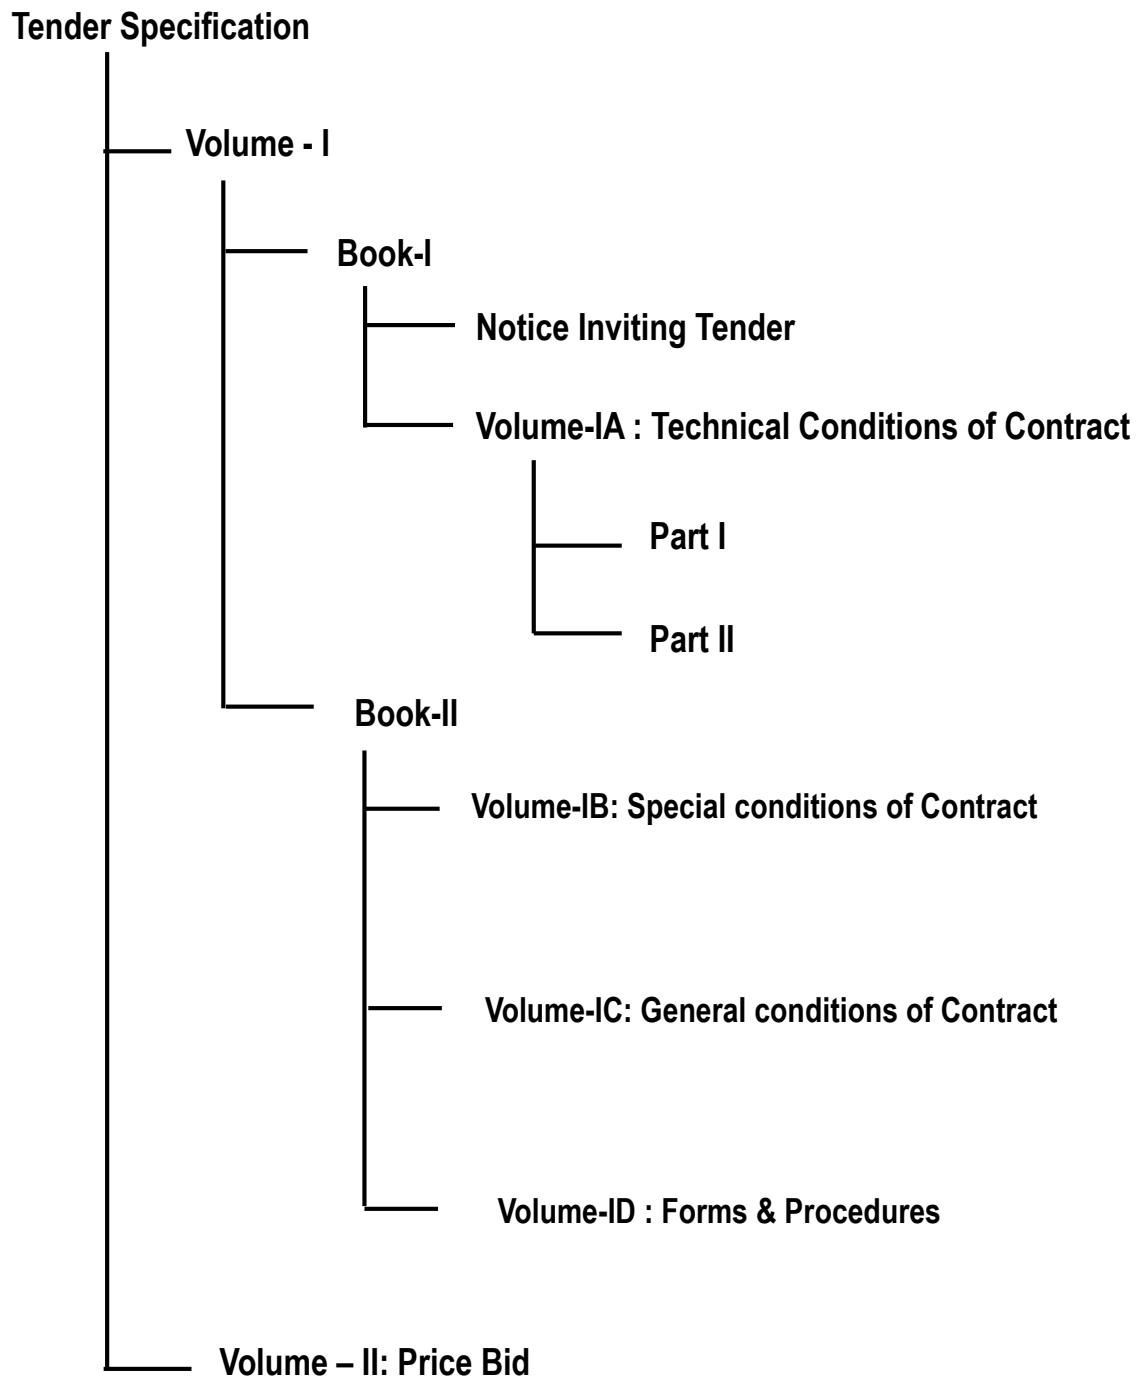 Tender Specification
Volume - I
Book-I
Notice Inviting Tender
Volume-IA : Technical Conditions of Contract
Part I
Part II
Book-II
Volume-IB: Special conditions of Contract
Volume-IC: General conditions of Contract
Volume-ID : Forms & Procedures
Volume – II: Price Bid